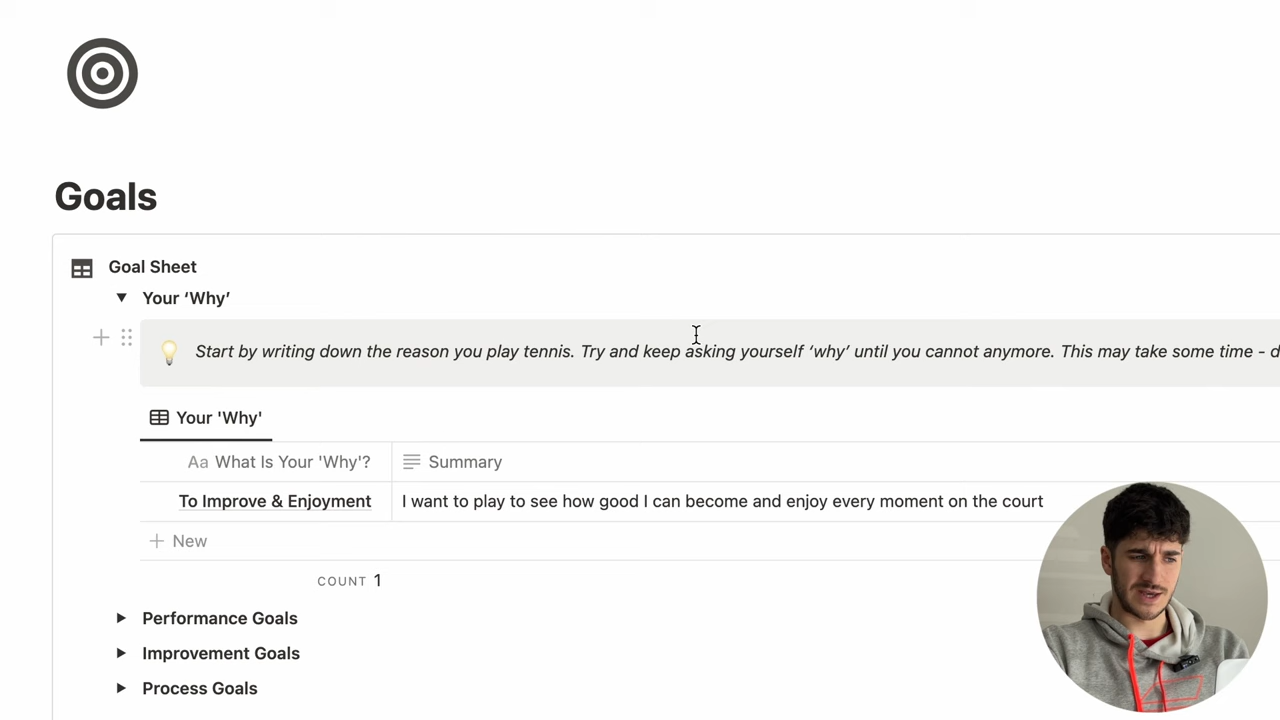 Goals
Goal Sheet
Your ‘Why’
Start by writing down the reason you play tennis. Try and keep asking yourself ‘why’ until you cannot anymore. This may take some time -
Your 'Why'
Aa What Is Your 'Why'? Summary
To Improve & Enjoyment I want to play to see how good I can become and enjoy every moment on the court
+ New
COUNT 1
Performance Goals
Improvement Goals
Process Goals